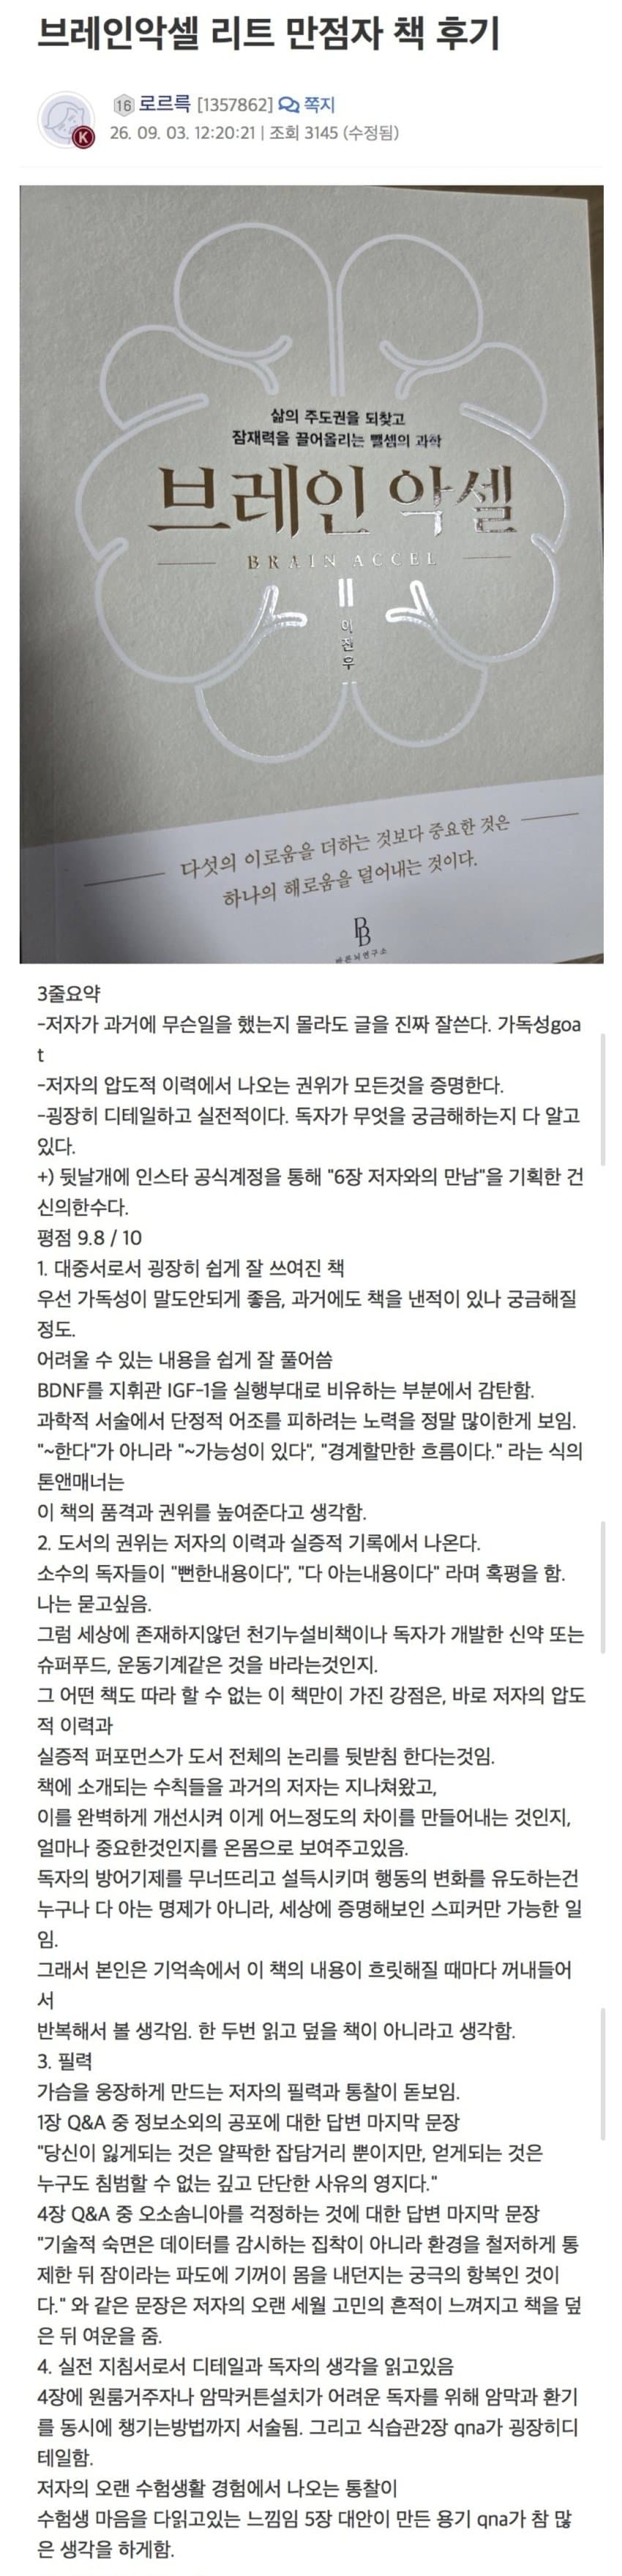 브레인악셀 리트 만점자 책 후기
16 로르륵 [1357862] 쪽지
K
26. 09. 03. 12:20:21 | 조회 3145 (수정됨)
삶의 주도권을 되찾고
잠재력을 끌어올리는 뺄셈의 과학
브레인 악셀
BRAIN ACCEL
이진우
다섯의 이로움을 더하는 것보다 중요한 것은
하나의 해로움을 덜어내는 것이다.
바른뇌연구소
3줄요약
-저자가 과거에 무슨일을 했는지 몰라도 글을 진짜 잘쓴다. 가독성goa
t
-저자의 압도적 이력에서 나오는 권위가 모든것을 증명한다.
-굉장히 디테일하고 실전적이다. 독자가 무엇을 궁금해하는지 다 알고
있다.
+) 뒷날개에 인스타 공식계정을 통해 "6장 저자와의 만남"을 기획한 건
신의한수다.
평점 9.8 / 10
1. 대중서로서 굉장히 쉽게 잘 쓰여진 책
우선 가독성이 말도안되게 좋음, 과거에도 책을 낸적이 있나 궁금해질
정도.
어려울 수 있는 내용을 쉽게 잘 풀어씀
BDNF를 지휘관 IGF-1을 실행부대로 비유하는 부분에서 감탄함.
과학적 서술에서 단정적 어조를 피하려는 노력을 정말 많이한게 보임.
"~한다"가 아니라 "~가능성이 있다", "경계할만한 흐름이다." 라는 식의
톤앤매너는
이 책의 품격과 권위를 높여준다고 생각함.
2. 도서의 권위는 저자의 이력과 실증적 기록에서 나온다.
소수의 독자들이 "뻔한내용이다", "다 아는내용이다" 라며 혹평을 함.
나는 묻고싶음.
그럼 세상에 존재하지않던 천기누설비책이나 독자가 개발한 신약 또는
슈퍼푸드, 운동기계같은 것을 바라는것인지.
그 어떤 책도 따라 할 수 없는 이 책만이 가진 강점은, 바로 저자의 압도
적 이력과
실증적 퍼포먼스가 도서 전체의 논리를 뒷받침 한다는것임.
책에 소개되는 수칙들을 과거의 저자는 지나쳐왔고,
이를 완벽하게 개선시켜 이게 어느정도의 차이를 만들어내는 것인지,
얼마나 중요한것인지를 온몸으로 보여주고있음.
독자의 방어기제를 무너뜨리고 설득시키며 행동의 변화를 유도하는건
누구나 다 아는 명제가 아니라, 세상에 증명해보인 스피커만 가능한 일
임.
그래서 본인은 기억속에서 이 책의 내용이 흐릿해질 때마다 꺼내들어
서
반복해서 볼 생각임. 한 두번 읽고 덮을 책이 아니라고 생각함.
3. 필력
가슴을 웅장하게 만드는 저자의 필력과 통찰이 돋보임.
1장 Q&A 중 정보소외의 공포에 대한 답변 마지막 문장
"당신이 잃게되는 것은 얄팍한 잡담거리 뿐이지만, 얻게되는 것은
누구도 침범할 수 없는 깊고 단단한 사유의 영지다."
4장 Q&A 중 오소솜니아를 걱정하는 것에 대한 답변 마지막 문장
"기술적 숙면은 데이터를 감시하는 집착이 아니라 환경을 철저하게 통
제한 뒤 잠이라는 파도에 기꺼이 몸을 내던지는 궁극의 항복인 것이
다." 와 같은 문장은 저자의 오랜 세월 고민의 흔적이 느껴지고 책을 덮
은 뒤 여운을 줌.
4. 실전 지침서로서 디테일과 독자의 생각을 읽고있음
4장에 원룸거주자나 암막커튼설치가 어려운 독자를 위해 암막과 환기
를 동시에 챙기는방법까지 서술됨. 그리고 식습관2장 qna가 굉장히디
테일함.
저자의 오랜 수험생활 경험에서 나오는 통찰이
수험생 마음을 다읽고있는 느낌임 5장 대안이 만든 용기 qna가 참 많
은 생각을 하게함.